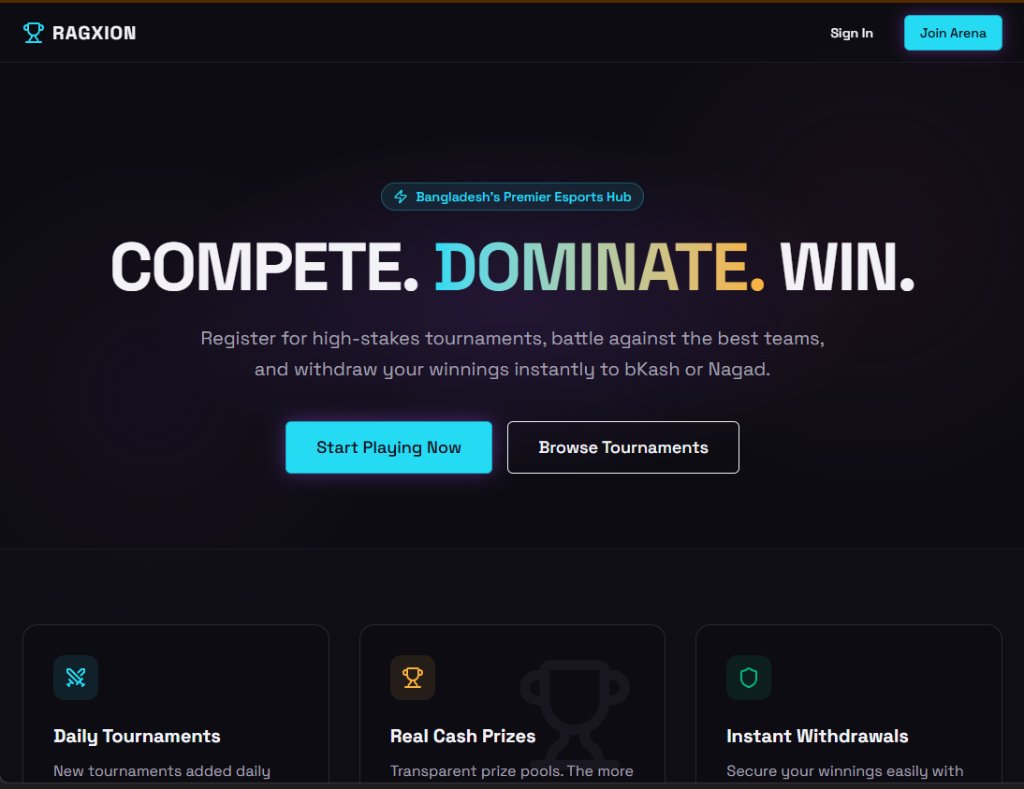 RAGXION
Sign In
Join Arena
Bangladesh's Premier Esports Hub
COMPETE. DOMINATE. WIN.
Register for high-stakes tournaments, battle against the best teams,
and withdraw your winnings instantly to bKash or Nagad.
Start Playing Now
Browse Tournaments
Daily Tournaments
New tournaments added daily
Real Cash Prizes
Transparent prize pools. The more
Instant Withdrawals
Secure your winnings easily with